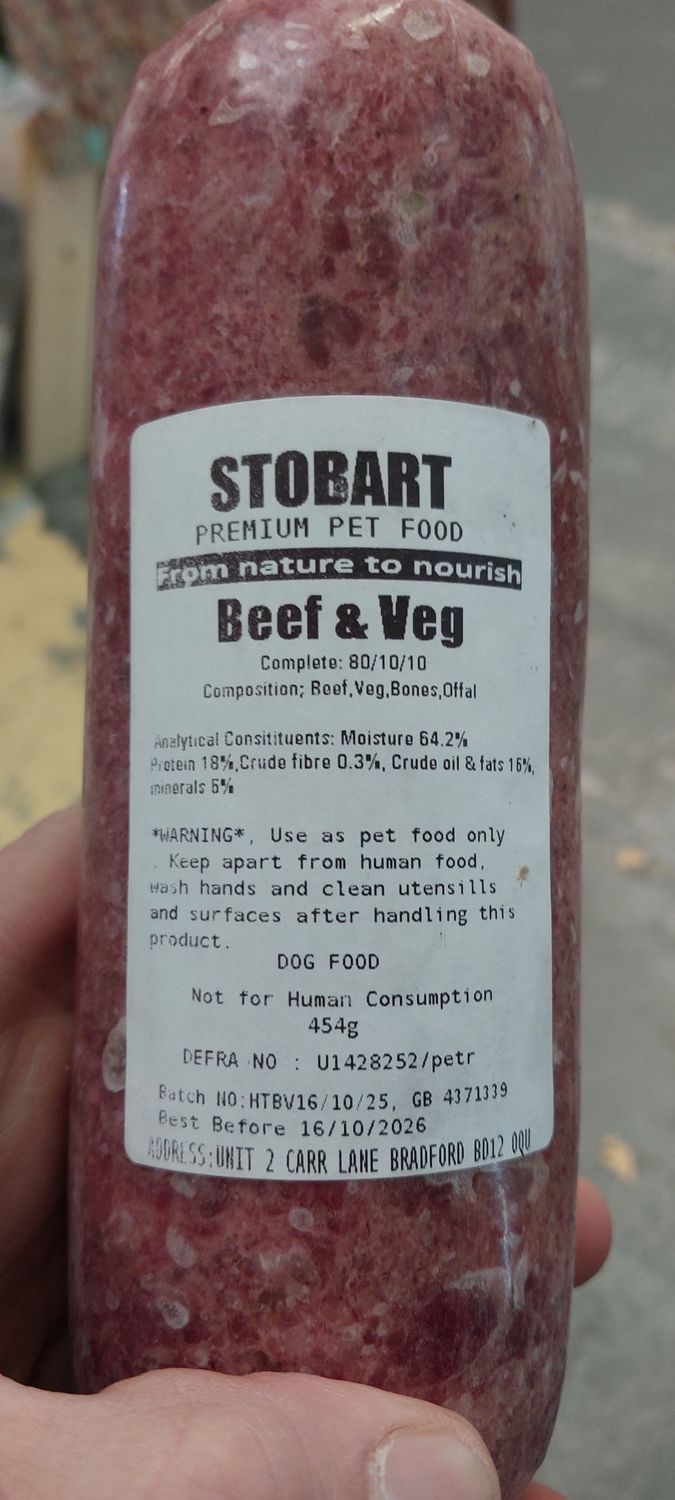 STOBART
PREMIUM PET FOOD
From nature to nourish
Beef & Veg
Complete: 80/10/10
Composition; Beef,Veg,Bones,Offal
Analytical Consitituents: Moisture 64.2%
Protein 18%,Crude fibre 0.3%, Crude oil & fats 16%,
minerals 5%
*WARNING*, Use as pet food only
. Keep apart from human food,
wash hands and clean utensills
and surfaces after handling this
product.
DOG FOOD
Not for Human Consumption
454g
DEFRA NO : U1428252/petr
Batch NO:HTBV16/10/25, GB 4371339
Best Before 16/10/2026
ADDRESS:UNIT 2 CARR LANE BRADFORD BD12 0QU